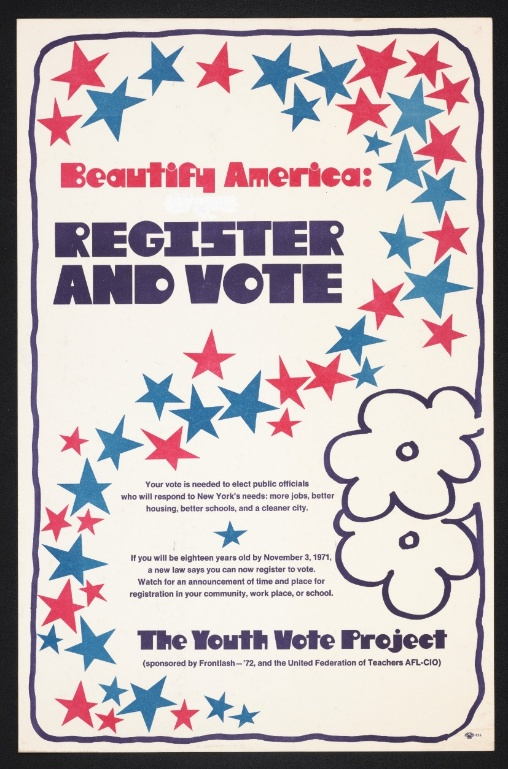 Beautify America:
REGISTER
AND VOTE
Your vote is needed to elect public officials
who will respond to New York's needs: more jobs, better
housing, better schools, and a cleaner city.
If you will be eighteen years old by November 3, 1971,
a new law says you can now register to vote.
Watch for an announcement of time and place for
registration in your community, work place, or school.
The Youth Vote Project
(sponsored by Frontlash—'72, and the United Federation of Teachers AFL-CIO)